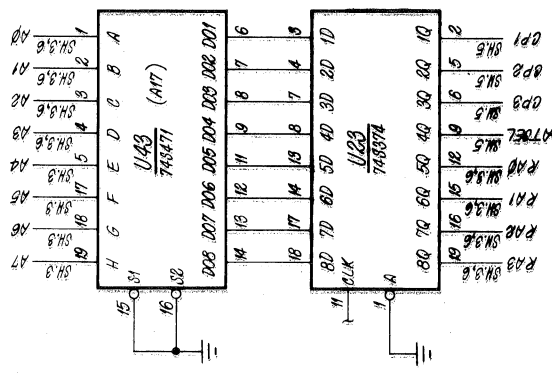 A0 SH.3,6 1 A
A1 SH.3,6 2 B
A2 SH.3,6 3 C
A3 SH.3,6 4 D
A4 SH.3 5 E
A5 SH.3 17 F
A6 SH.3 18 G
A7 SH.3 19 H
U43
74S471
(A17)
DO1 6 3 1D
DO2 7 4 2D
DO3 8 7 3D
DO4 9 8 4D
DO5 11 13 5D
DO6 12 14 6D
DO7 13 17 7D
DO8 14 18 8D
S1 15
S2 16
U23
74S374
1Q 2 CP1 SH.5
2Q 5 CP2 SH.5
3Q 6 CP3 SH.5
4Q 9 SH.5
5Q 12 RA0 SH.3,6
6Q 15 RA1 SH.3,6
7Q 16 RA2 SH.3,6
8Q 19 RA3 SH.3,6
CLK 11
A 1